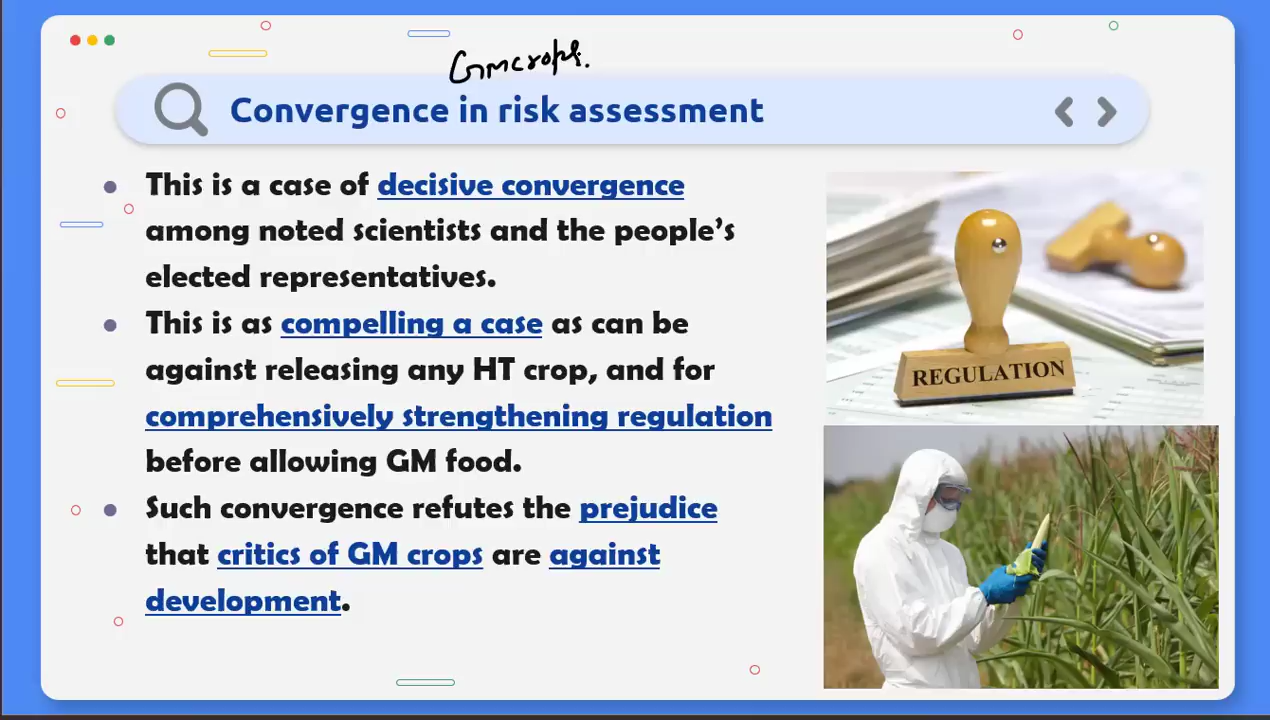 GM crops.
Convergence in risk assessment
This is a case of decisive convergence
among noted scientists and the people's
elected representatives.
This is as compelling a case as can be
against releasing any HT crop, and for
comprehensively strengthening regulation
before allowing GM food.
Such convergence refutes the prejudice
that critics of GM crops are against
development.
REGULATION